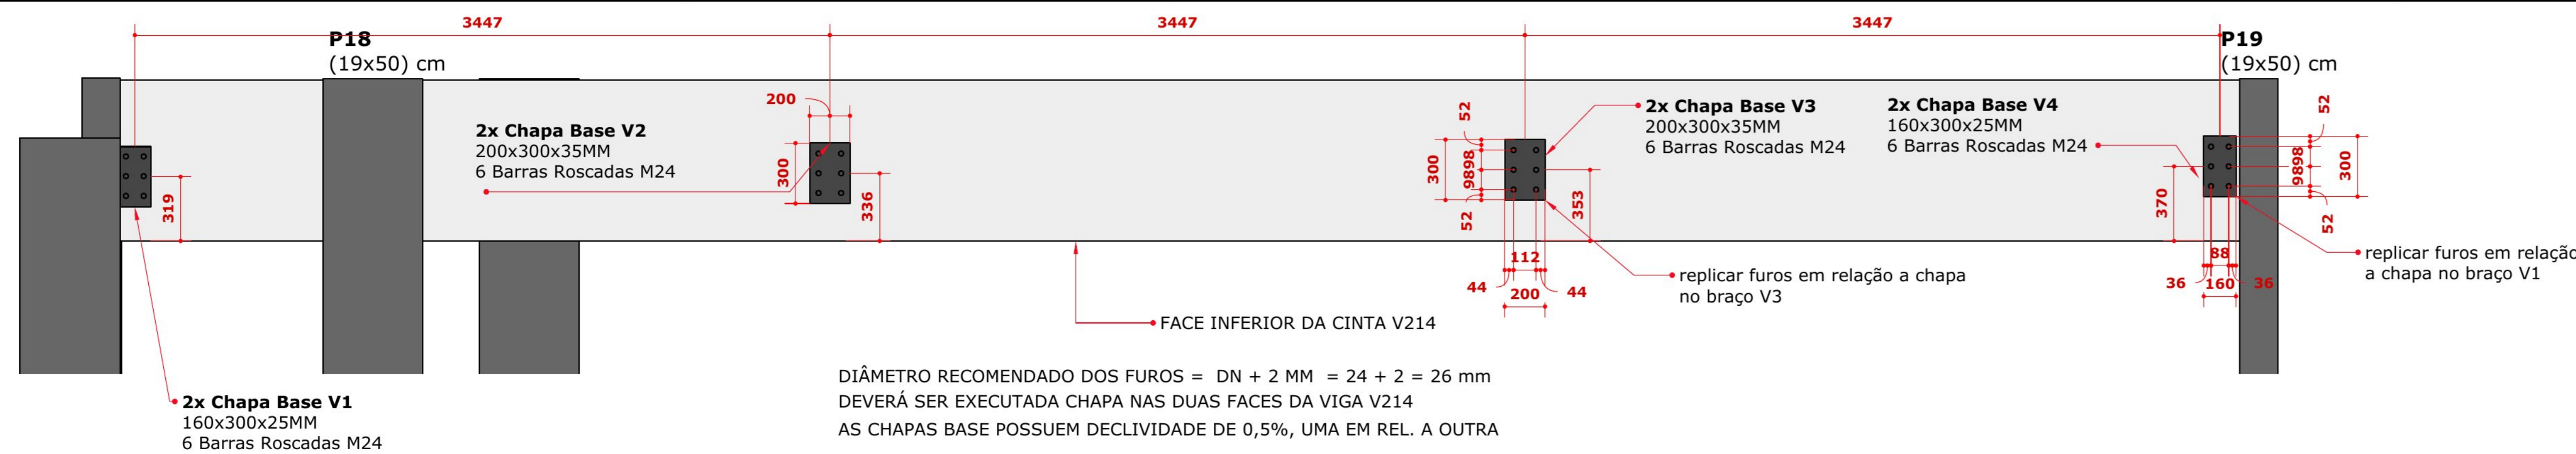 3447
3447
3447
P18
(19x50) cm
P19
(19x50) cm
200
2x Chapa Base V2
200x300x35MM
6 Barras Roscadas M24
300
336
319
52
300
9898
52
353
2x Chapa Base V3
200x300x35MM
6 Barras Roscadas M24
2x Chapa Base V4
160x300x25MM
6 Barras Roscadas M24
52
9898
300
52
370
112
44
200
44
88
36
160
36
replicar furos em relação a chapa
no braço V3
replicar furos em relação
a chapa no braço V1
FACE INFERIOR DA CINTA V214
DIÂMETRO RECOMENDADO DOS FUROS = DN + 2 MM = 24 + 2 = 26 mm
DEVERÁ SER EXECUTADA CHAPA NAS DUAS FACES DA VIGA V214
AS CHAPAS BASE POSSUEM DECLIVIDADE DE 0,5%, UMA EM REL. A OUTRA
2x Chapa Base V1
160x300x25MM
6 Barras Roscadas M24